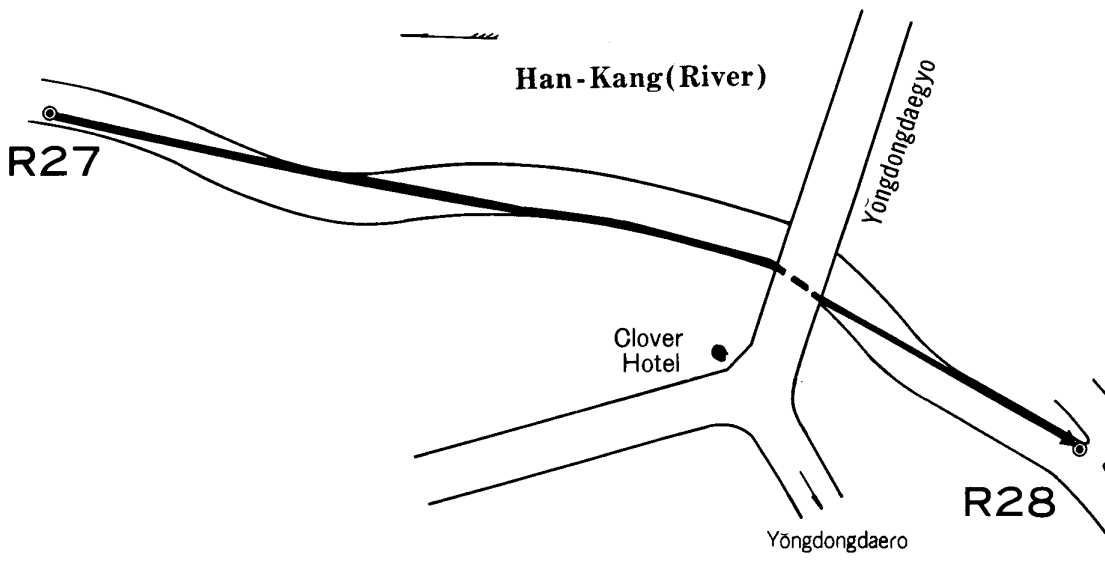 Han-Kang(River)
Yŏngdongdaegyo
R27
Clover
Hotel
R28
Yŏngdongdaero